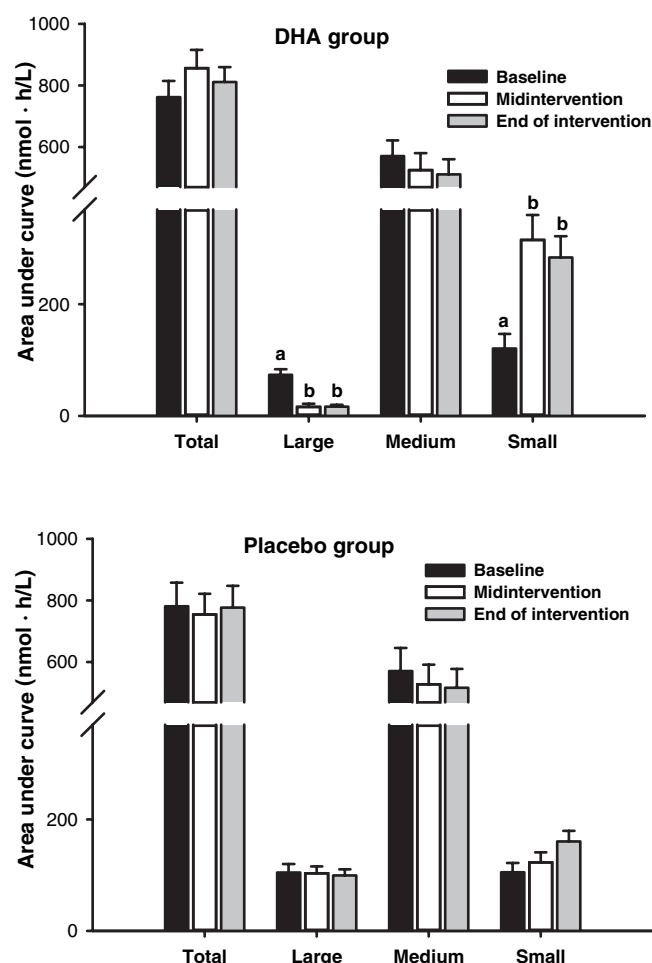 1000
DHA group
Baseline
800
Midintervention
End of intervention
600
Area under curve (nmol · h/L)
b
b
200
a
a
b b
0
Total Large Medium Small
1000
Placebo group
Baseline
800
Midintervention
End of intervention
600
Area under curve (nmol · h/L)
200
0
Total Large Medium Small